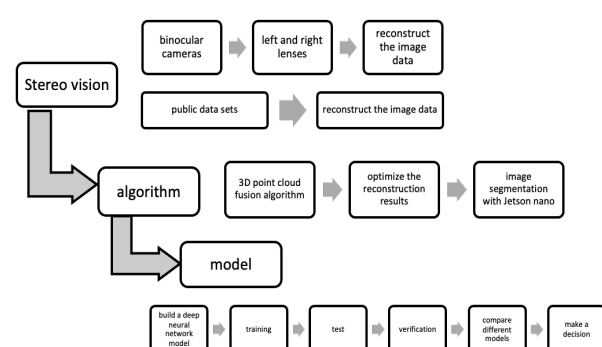 binocular
cameras
left and right
lenses
reconstruct
the image
data
Stereo vision
public data sets
reconstruct the image data
algorithm
3D point cloud
fusion algorithm
optimize the
reconstruction
results
image
segmentation
with Jetson nano
model
build a deep
neural
network
model
training
test
verification
compare
different
models
make a
decision